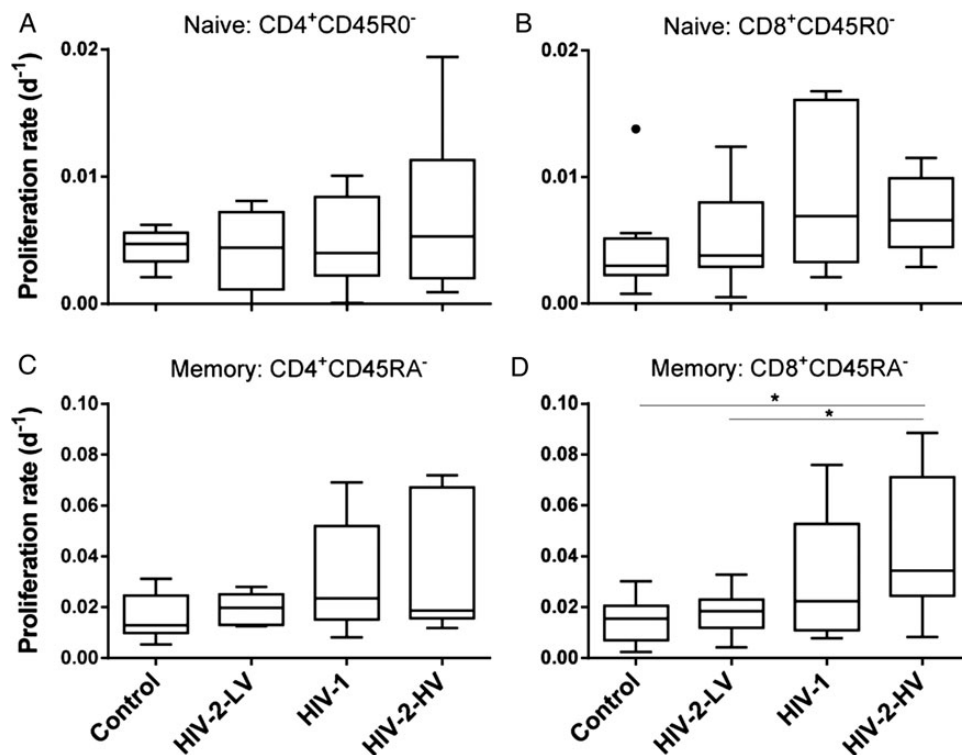 A
Naive: CD4⁺CD45R0⁻
B
Naive: CD8⁺CD45R0⁻
Proliferation rate (d⁻¹)
0.02
0.01
0.00
0.02
0.01
0.00
C
Memory: CD4⁺CD45RA⁻
D
Memory: CD8⁺CD45RA⁻
*
*
Proliferation rate (d⁻¹)
0.10
0.08
0.06
0.04
0.02
0.00
0.10
0.08
0.06
0.04
0.02
0.00
Control
HIV-2-LV
HIV-1
HIV-2-HV
Control
HIV-2-LV
HIV-1
HIV-2-HV